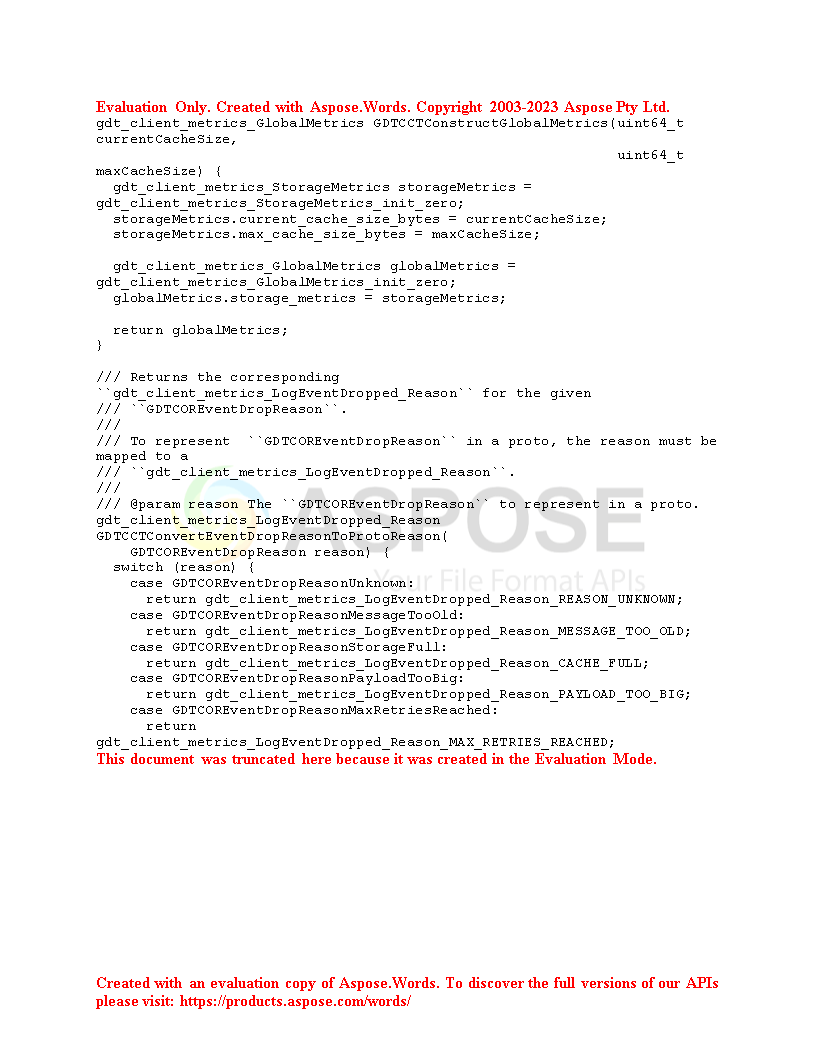 Evaluation Only. Created with Aspose.Words. Copyright 2003-2023 Aspose Pty Ltd.
gdt_client_metrics_GlobalMetrics GDTCCTConstructGlobalMetrics(uint64_t
currentCacheSize,
uint64_t
maxCacheSize) {
  gdt_client_metrics_StorageMetrics storageMetrics =
gdt_client_metrics_StorageMetrics_init_zero;
  storageMetrics.current_cache_size_bytes = currentCacheSize;
  storageMetrics.max_cache_size_bytes = maxCacheSize;

  gdt_client_metrics_GlobalMetrics globalMetrics =
gdt_client_metrics_GlobalMetrics_init_zero;
  globalMetrics.storage_metrics = storageMetrics;

  return globalMetrics;
}

/// Returns the corresponding
``gdt_client_metrics_LogEventDropped_Reason`` for the given
/// ``GDTCOREventDropReason``.
///
/// To represent  ``GDTCOREventDropReason`` in a proto, the reason must be
mapped to a
/// ``gdt_client_metrics_LogEventDropped_Reason``.
///
/// @param reason The ``GDTCOREventDropReason`` to represent in a proto.
gdt_client_metrics_LogEventDropped_Reason
GDTCCTConvertEventDropReasonToProtoReason(
    GDTCOREventDropReason reason) {
  switch (reason) {
    case GDTCOREventDropReasonUnknown:
      return gdt_client_metrics_LogEventDropped_Reason_REASON_UNKNOWN;
    case GDTCOREventDropReasonMessageTooOld:
      return gdt_client_metrics_LogEventDropped_Reason_MESSAGE_TOO_OLD;
    case GDTCOREventDropReasonStorageFull:
      return gdt_client_metrics_LogEventDropped_Reason_CACHE_FULL;
    case GDTCOREventDropReasonPayloadTooBig:
      return gdt_client_metrics_LogEventDropped_Reason_PAYLOAD_TOO_BIG;
    case GDTCOREventDropReasonMaxRetriesReached:
      return
gdt_client_metrics_LogEventDropped_Reason_MAX_RETRIES_REACHED;
This document was truncated here because it was created in the Evaluation Mode.
ASPOSE
Your File Format APIs
Created with an evaluation copy of Aspose.Words. To discover the full versions of our APIs
please visit: https://products.aspose.com/words/